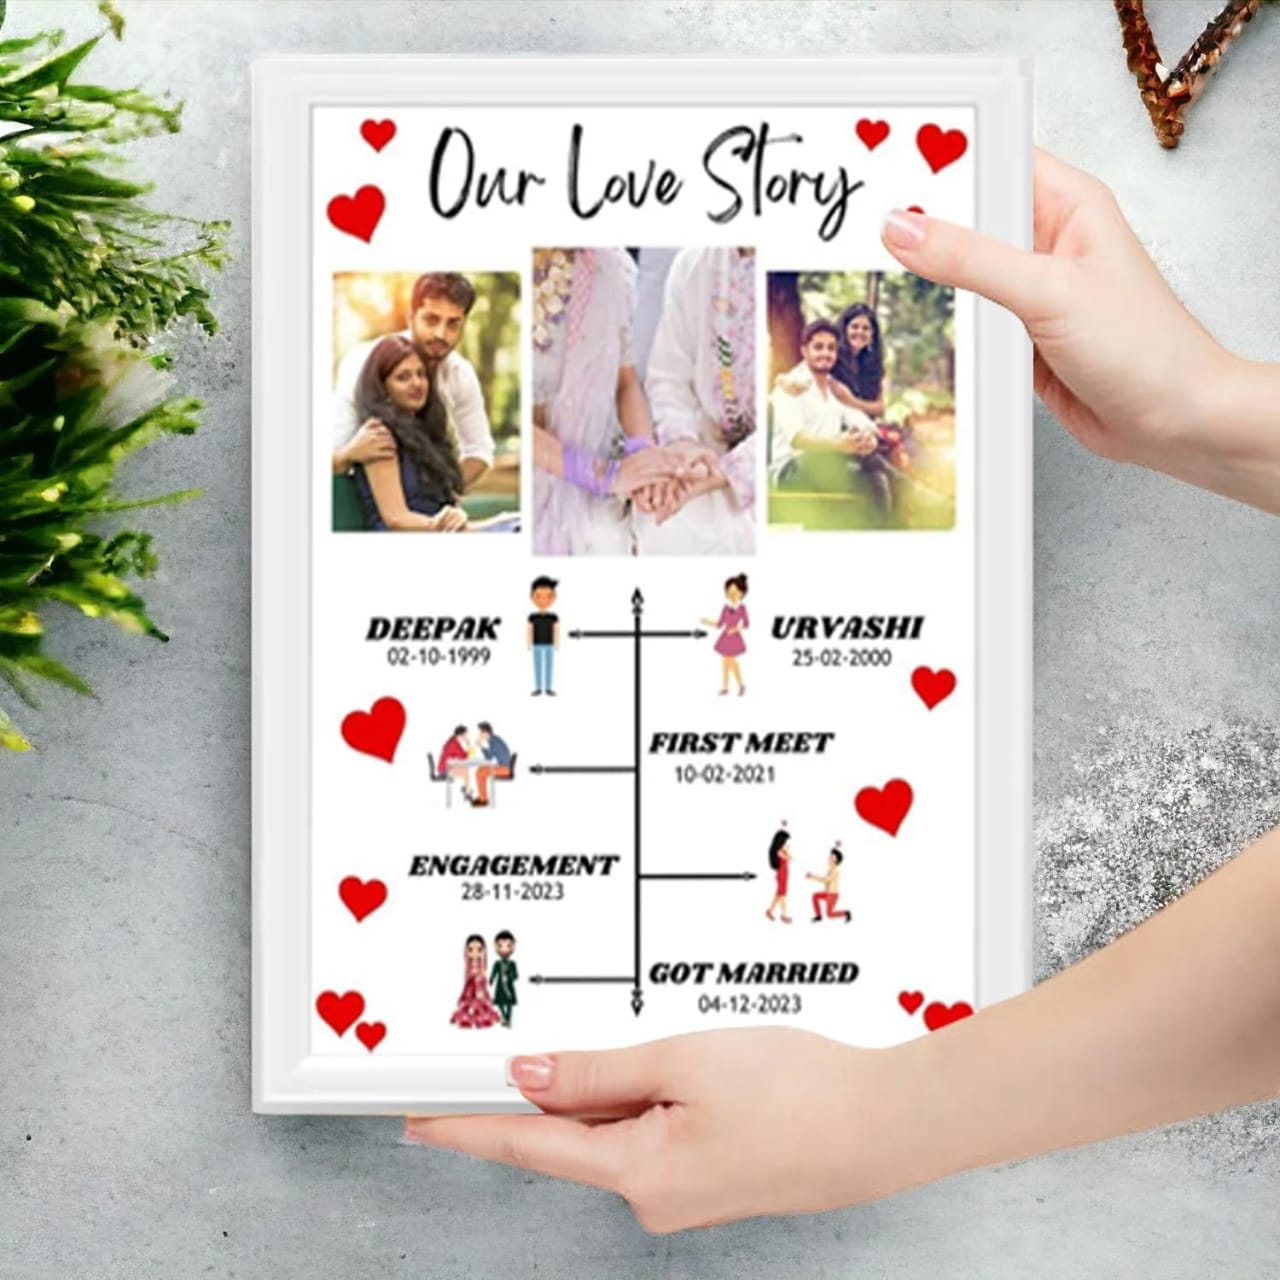 Our Love Story
DEEPAK
02-10-1999
URVASHI
25-02-2000
FIRST MEET
10-02-2021
ENGAGEMENT
28-11-2023
GOT MARRIED
04-12-2023